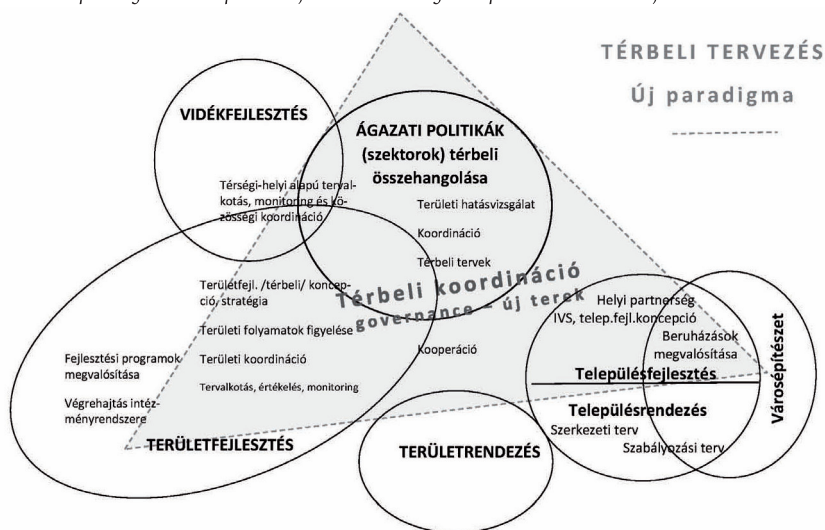 TÉRBELI TERVEZÉS
Új paradigma
VIDÉKFEJLESZTÉS
Térségi-helyi alapú terval-
kotás, monitoring és kö-
zösségi koordináció
ÁGAZATI POLITIKÁK
(szektorok) térbeli
összehangolása
Területi hatásvizsgálat
Koordináció
Térbeli tervek
Térbeli koordináció
governance – új terek
Kooperáció
Területfejl. /térbeli/ koncep-
ció/stratégia
Területi folyamatok figyelése
Területi koordináció
Tervalkotás, értékelés, monitoring
Fejlesztési programok
megvalósítása
Végrehajtás intéz-
ményrendszere
TERÜLETFEJLESZTÉS
TERÜLETRENDEZÉS
Helyi partnerség
IVS, telep.fejl.koncepció
Beruházások
megvalósítása
Településfejlesztés
Településrendezés
Szerkezeti terv
Szabályozási terv
Városépítészet